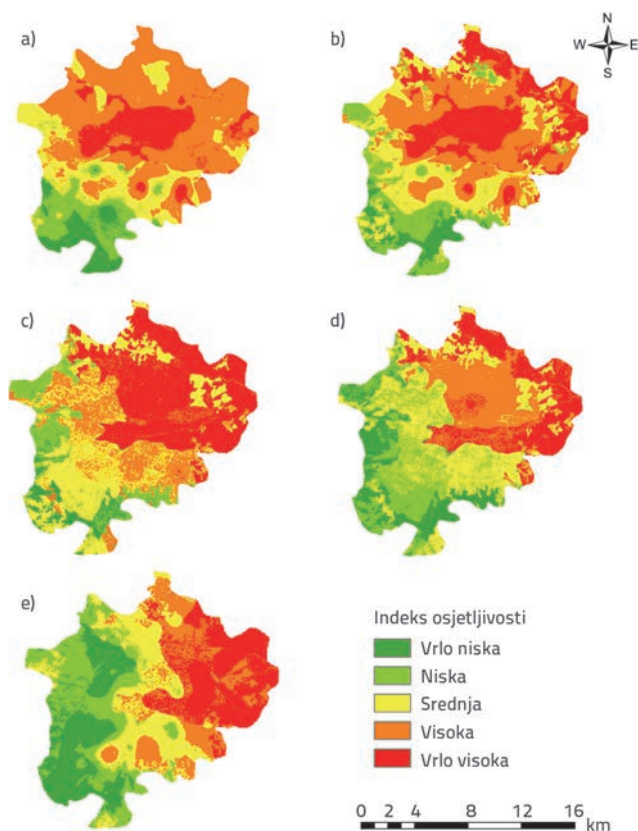 a)
b)
N
W E
S
c)
d)
e)
Indeks osjetljivosti
Vrlo niska
Niska
Srednja
Visoka
Vrlo visoka
0 2 4 8 12 16
km